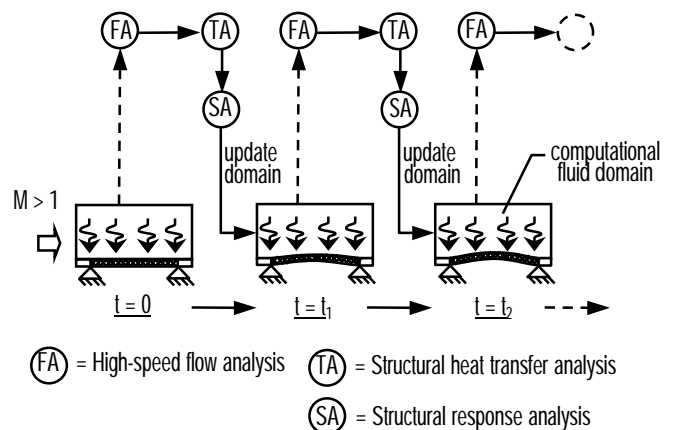 FA
TA
FA
TA
FA
SA
SA
update
domain
update
domain
computational
fluid domain
M > 1
t = 0
t = t₁
t = t₂
FA = High-speed flow analysis
TA = Structural heat transfer analysis
SA = Structural response analysis